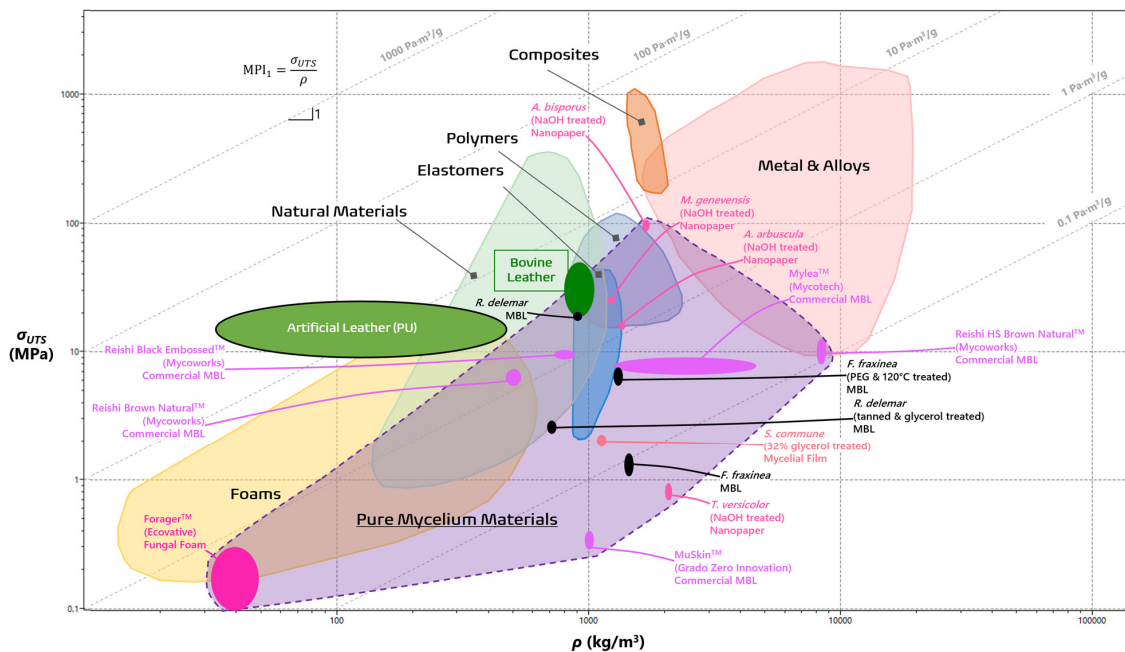 1000 Pa·m³/g
100 Pa·m³/g
10 Pa·m³/g
1 Pa·m³/g
0.1 Pa·m³/g
MPI₁ = σUTS / ρ
1
Composites
A. bisporus
(NaOH treated)
Nanopaper
Polymers
Elastomers
Natural Materials
Metal & Alloys
M. genevensis
(NaOH treated)
Nanopaper
A. arbuscula
(NaOH treated)
Nanopaper
Bovine
Leather
Mylea™
(Mycotech)
Commercial MBL
R. delemar
MBL
Artificial Leather (PU)
Reishi Black Embossed™
(Mycoworks)
Commercial MBL
Reishi HS Brown Natural™
(Mycoworks)
Commercial MBL
Reishi Brown Natural™
(Mycoworks)
Commercial MBL
F. fraxinea
(PEG & 120°C treated)
MBL
R. delemar
(tanned & glycerol treated)
MBL
S. commune
(32% glycerol treated)
Mycelial Film
F. fraxinea
MBL
Foams
Pure Mycelium Materials
T. versicolor
(NaOH treated)
Nanopaper
Forager™
(Ecovative)
Fungal Foam
MuSkin™
(Grado Zero Innovation)
Commercial MBL
σUTS
(MPa)
1000
100
10
1
0.1
100
1000
10000
100000
ρ (kg/m³)